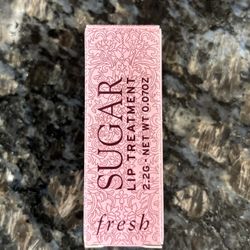 SUGAR
LIP TREATMENT
2.2G - NET WT 0.07OZ
fresh